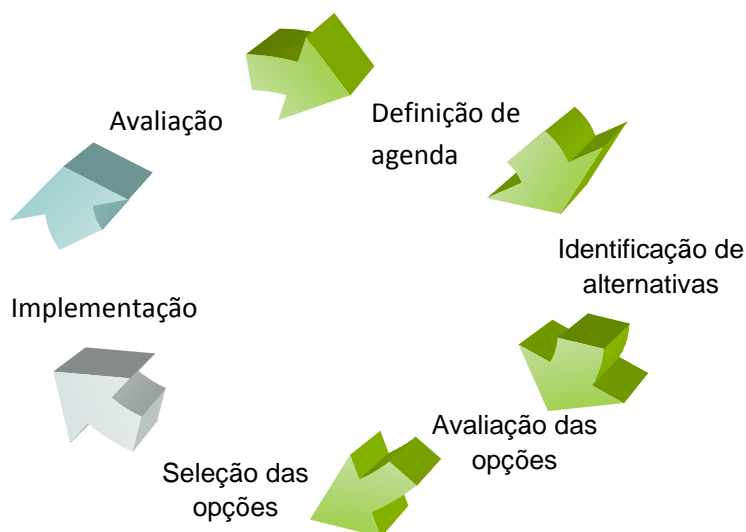 Avaliação
Definição de
agenda
Identificação de
alternativas
Avaliação das
opções
Seleção das
opções
Implementação